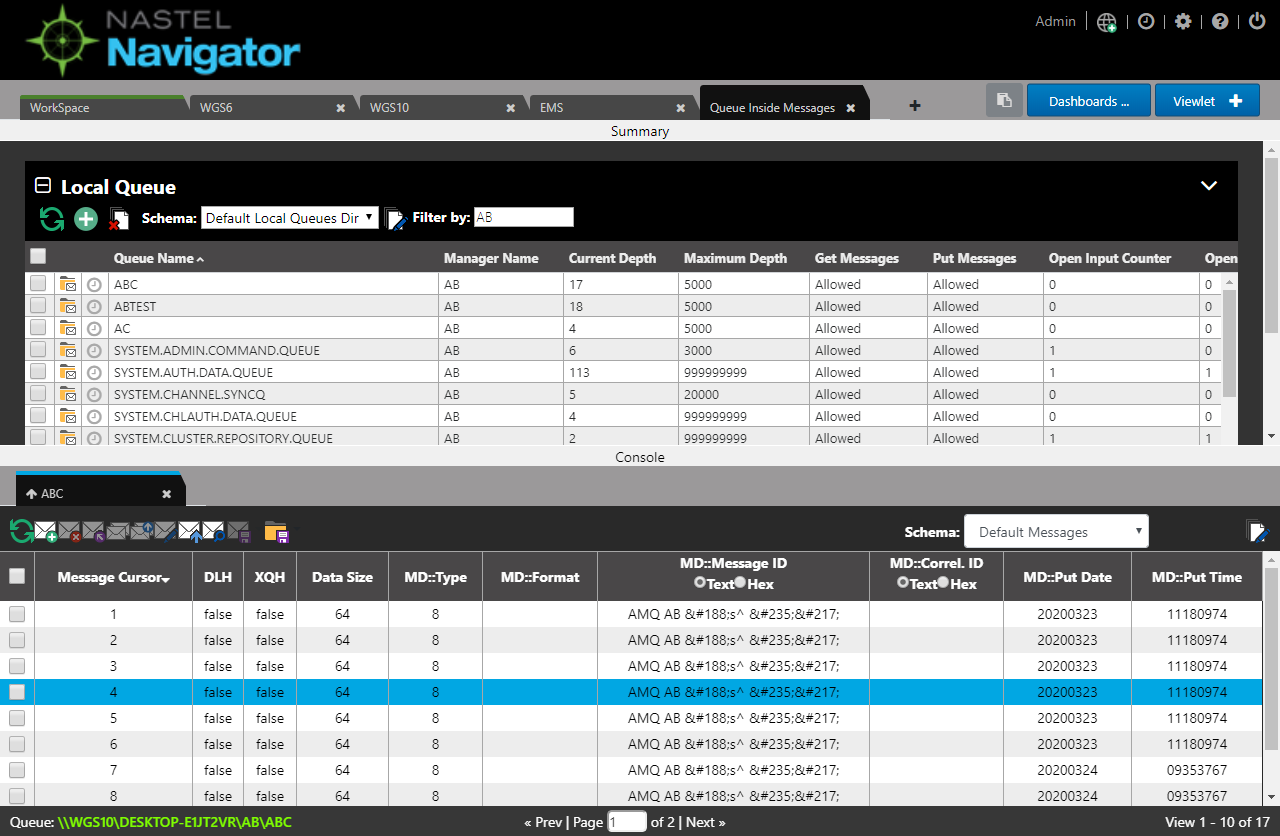 NASTEL
Navigator
Admin
WorkSpace WGS6 WGS10 EMS Queue Inside Messages Dashboards ... Viewlet
Summary
Local Queue
Schema: Default Local Queues Dir Filter by: AB
Queue Name Manager Name Current Depth Maximum Depth Get Messages Put Messages Open Input Counter Open
ABC AB 17 5000 Allowed Allowed 0 0
ABTEST AB 18 5000 Allowed Allowed 0 0
AC AB 4 5000 Allowed Allowed 0 0
SYSTEM.ADMIN.COMMAND.QUEUE AB 6 3000 Allowed Allowed 1 0
SYSTEM.AUTH.DATA.QUEUE AB 113 999999999 Allowed Allowed 1 1
SYSTEM.CHANNEL.SYNCQ AB 5 20000 Allowed Allowed 0 0
SYSTEM.CHLAUTH.DATA.QUEUE AB 4 999999999 Allowed Allowed 0 0
SYSTEM.CLUSTER.REPOSITORY.QUEUE AB 2 999999999 Allowed Allowed 1 1
Console
ABC
Schema: Default Messages
Message Cursor DLH XQH Data Size MD::Type MD::Format MD::Message ID MD::Correl. ID MD::Put Date MD::Put Time
Text Hex Text Hex
1 false false 64 8 AMQ AB &#188;s^ &#235;&#217; 20200323 11180974
2 false false 64 8 AMQ AB &#188;s^ &#235;&#217; 20200323 11180974
3 false false 64 8 AMQ AB &#188;s^ &#235;&#217; 20200323 11180974
4 false false 64 8 AMQ AB &#188;s^ &#235;&#217; 20200323 11180974
5 false false 64 8 AMQ AB &#188;s^ &#235;&#217; 20200323 11180974
6 false false 64 8 AMQ AB &#188;s^ &#235;&#217; 20200323 11180974
7 false false 64 8 AMQ AB &#188;s^ &#235;&#217; 20200324 09353767
8 false false 64 8 AMQ AB &#188;s^ &#235;&#217; 20200324 09353767
Queue: \\WGS10\DESKTOP-E1JT2VR\AB\ABC « Prev | Page 1 of 2 | Next » View 1 - 10 of 17